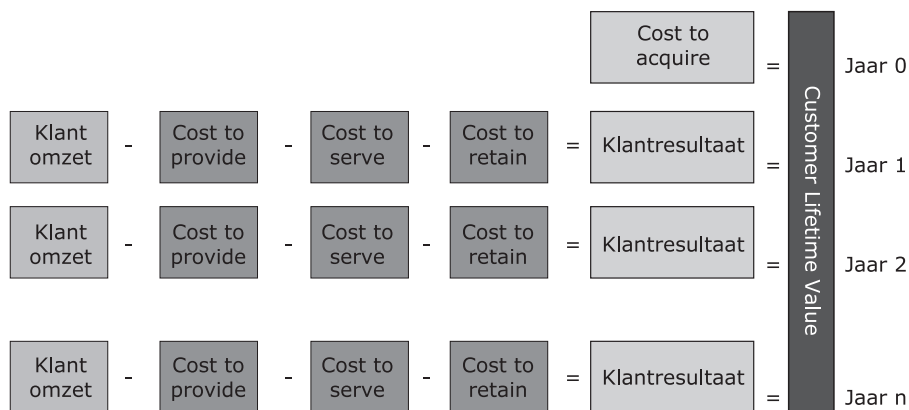 Cost to
acquire
=
Jaar 0
Klant
omzet
-
Cost to
provide
-
Cost to
serve
-
Cost to
retain
=
Klantresultaat
=
Jaar 1
Klant
omzet
-
Cost to
provide
-
Cost to
serve
-
Cost to
retain
=
Klantresultaat
=
Jaar 2
Klant
omzet
-
Cost to
provide
-
Cost to
serve
-
Cost to
retain
=
Klantresultaat
=
Jaar n
Customer Lifetime Value